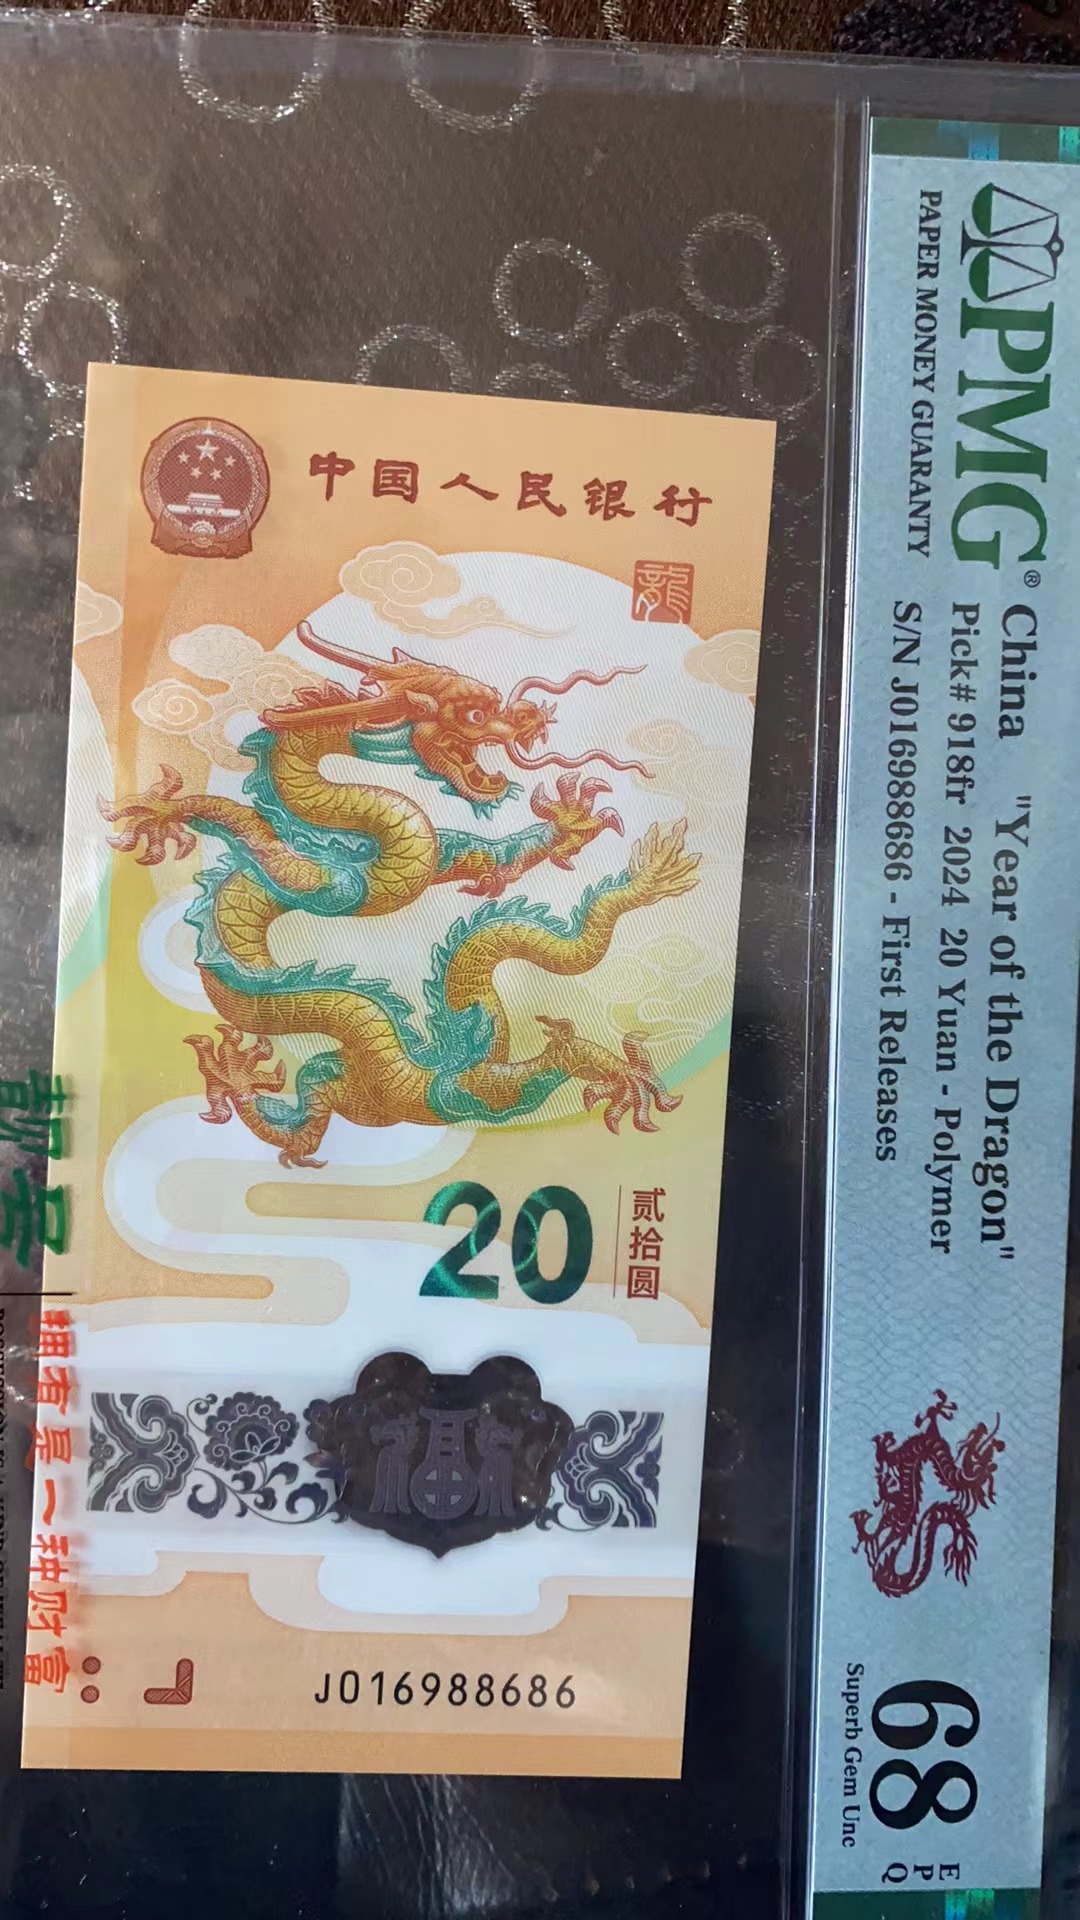 中国人民银行
龍
20
贰拾圆
福
J016988686
靓号
拥有是一种财富
PMG®
PAPER MONEY GUARANTY
China "Year of the Dragon"
Pick# 918fr 2024 20 Yuan - Polymer
S/N J016988686 - First Releases
68
EPQ
Superb Gem Unc